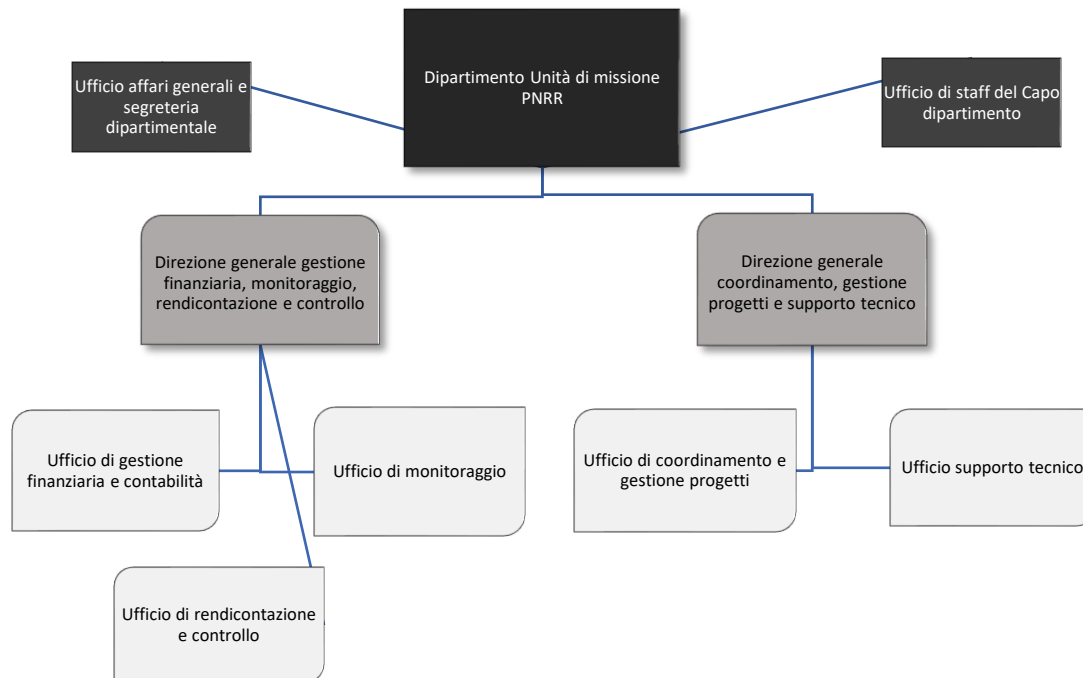 Dipartimento Unità di missione
PNRR
Ufficio affari generali e
segreteria
dipartimentale
Ufficio di staff del Capo
dipartimento
Direzione generale gestione
finanziaria, monitoraggio,
rendicontazione e controllo
Direzione generale
coordinamento, gestione
progetti e supporto tecnico
Ufficio di gestione
finanziaria e contabilità
Ufficio di monitoraggio
Ufficio di coordinamento e
gestione progetti
Ufficio supporto tecnico
Ufficio di rendicontazione
e controllo